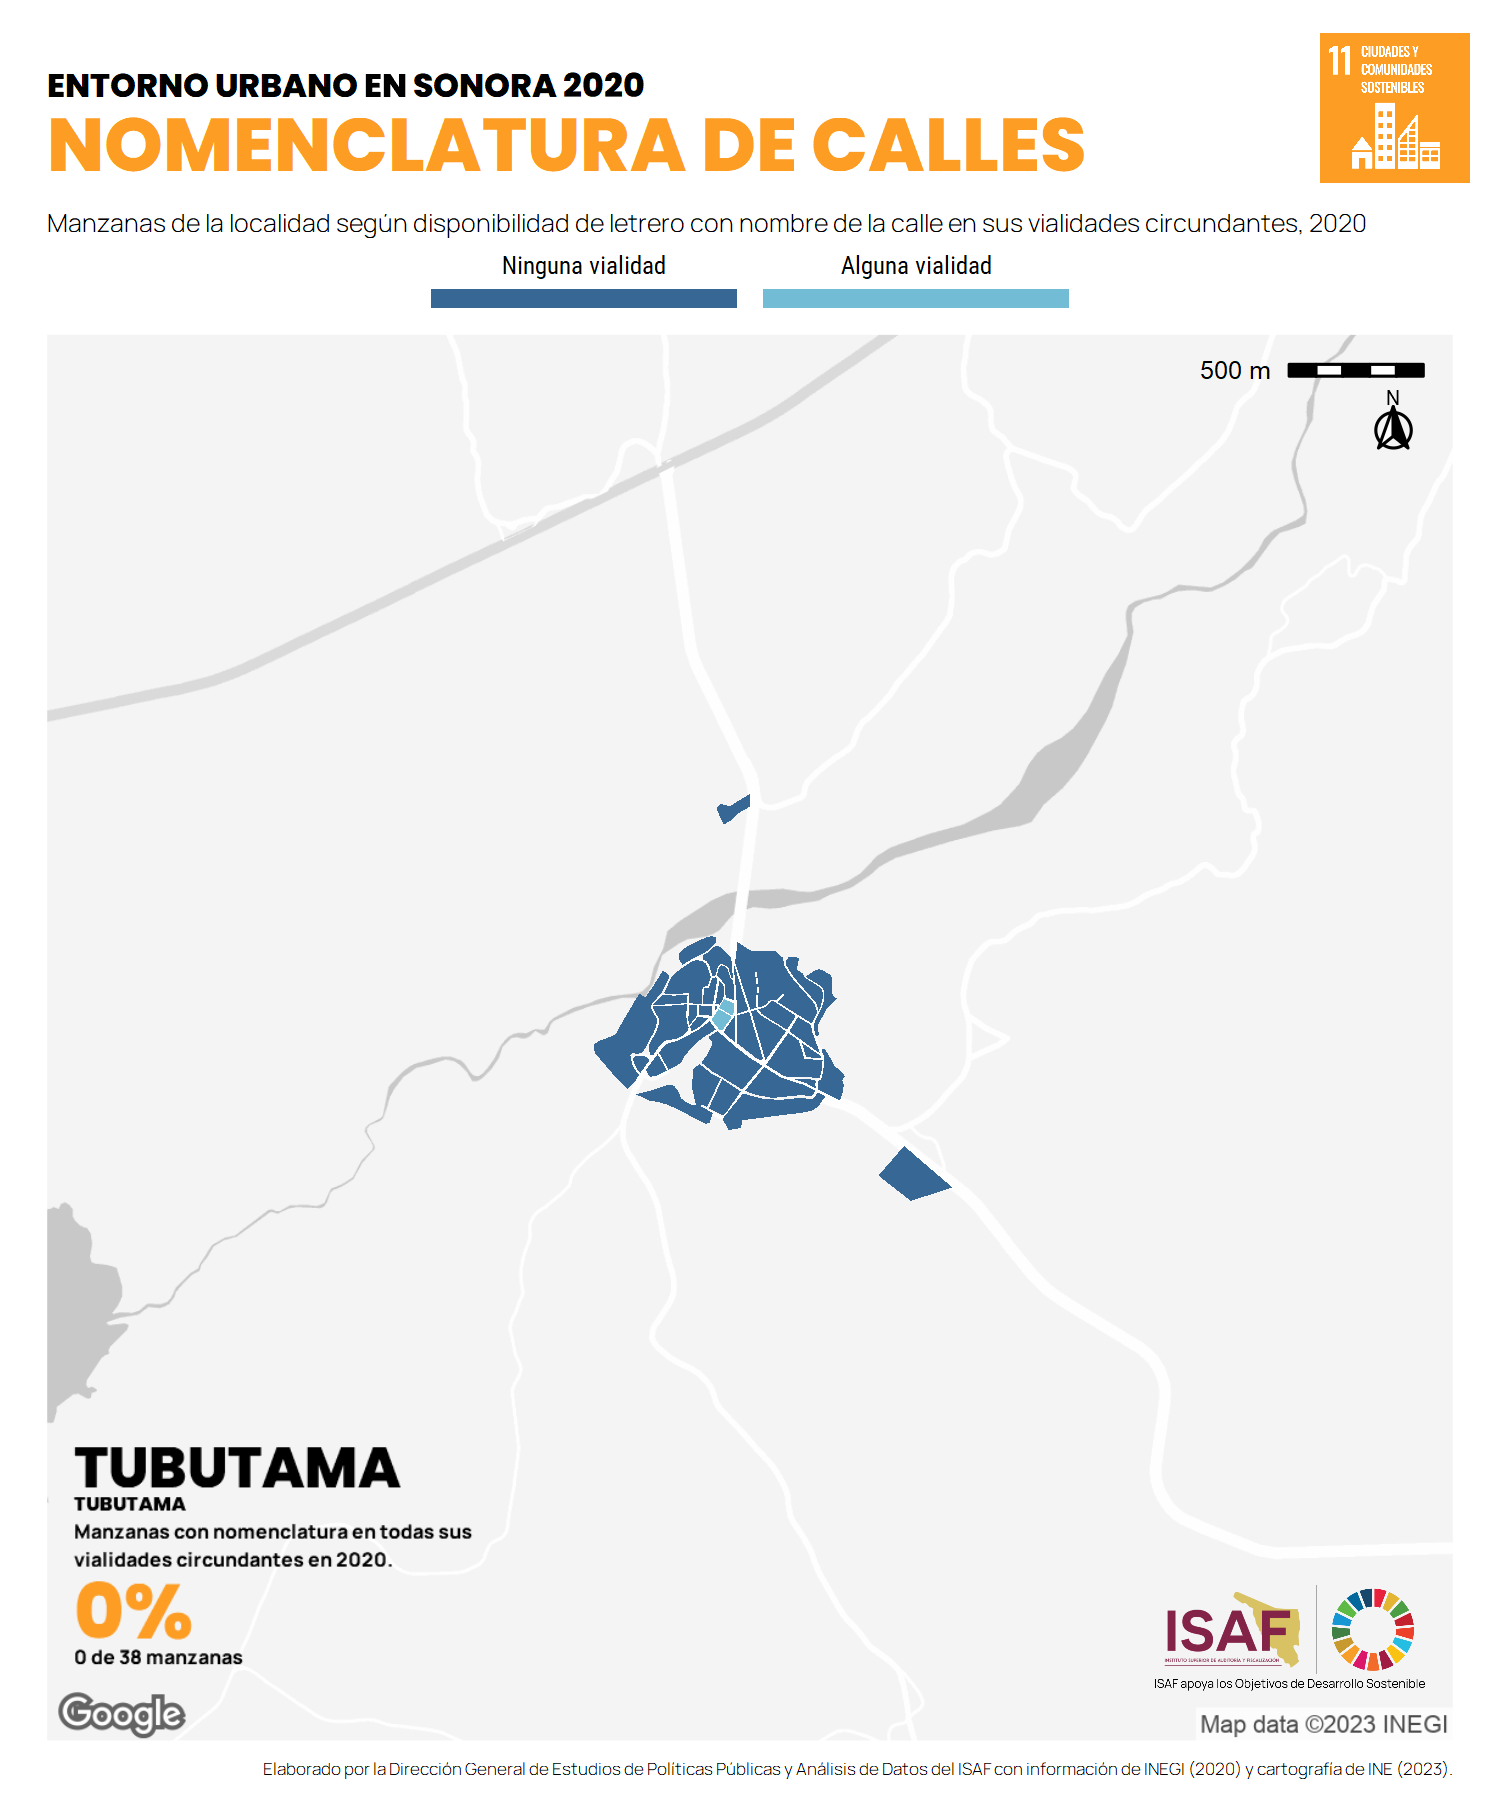 ENTORNO URBANO EN SONORA 2020
NOMENCLATURA DE CALLES
11 CIUDADES Y
COMUNIDADES
SOSTENIBLES
Manzanas de la localidad según disponibilidad de letrero con nombre de la calle en sus vialidades circundantes, 2020
Ninguna vialidad
Alguna vialidad
500 m
N
TUBUTAMA
TUBUTAMA
Manzanas con nomenclatura en todas sus
vialidades circundantes en 2020.
0%
0 de 38 manzanas
Google
ISAF
INSTITUTO SUPERIOR DE AUDITORÍA Y FISCALIZACIÓN
ISAF apoya los Objetivos de Desarrollo Sostenible
Map data ©2023 INEGI
Elaborado por la Dirección General de Estudios de Políticas Públicas y Análisis de Datos del ISAF con información de INEGI (2020) y cartografía de INE (2023).